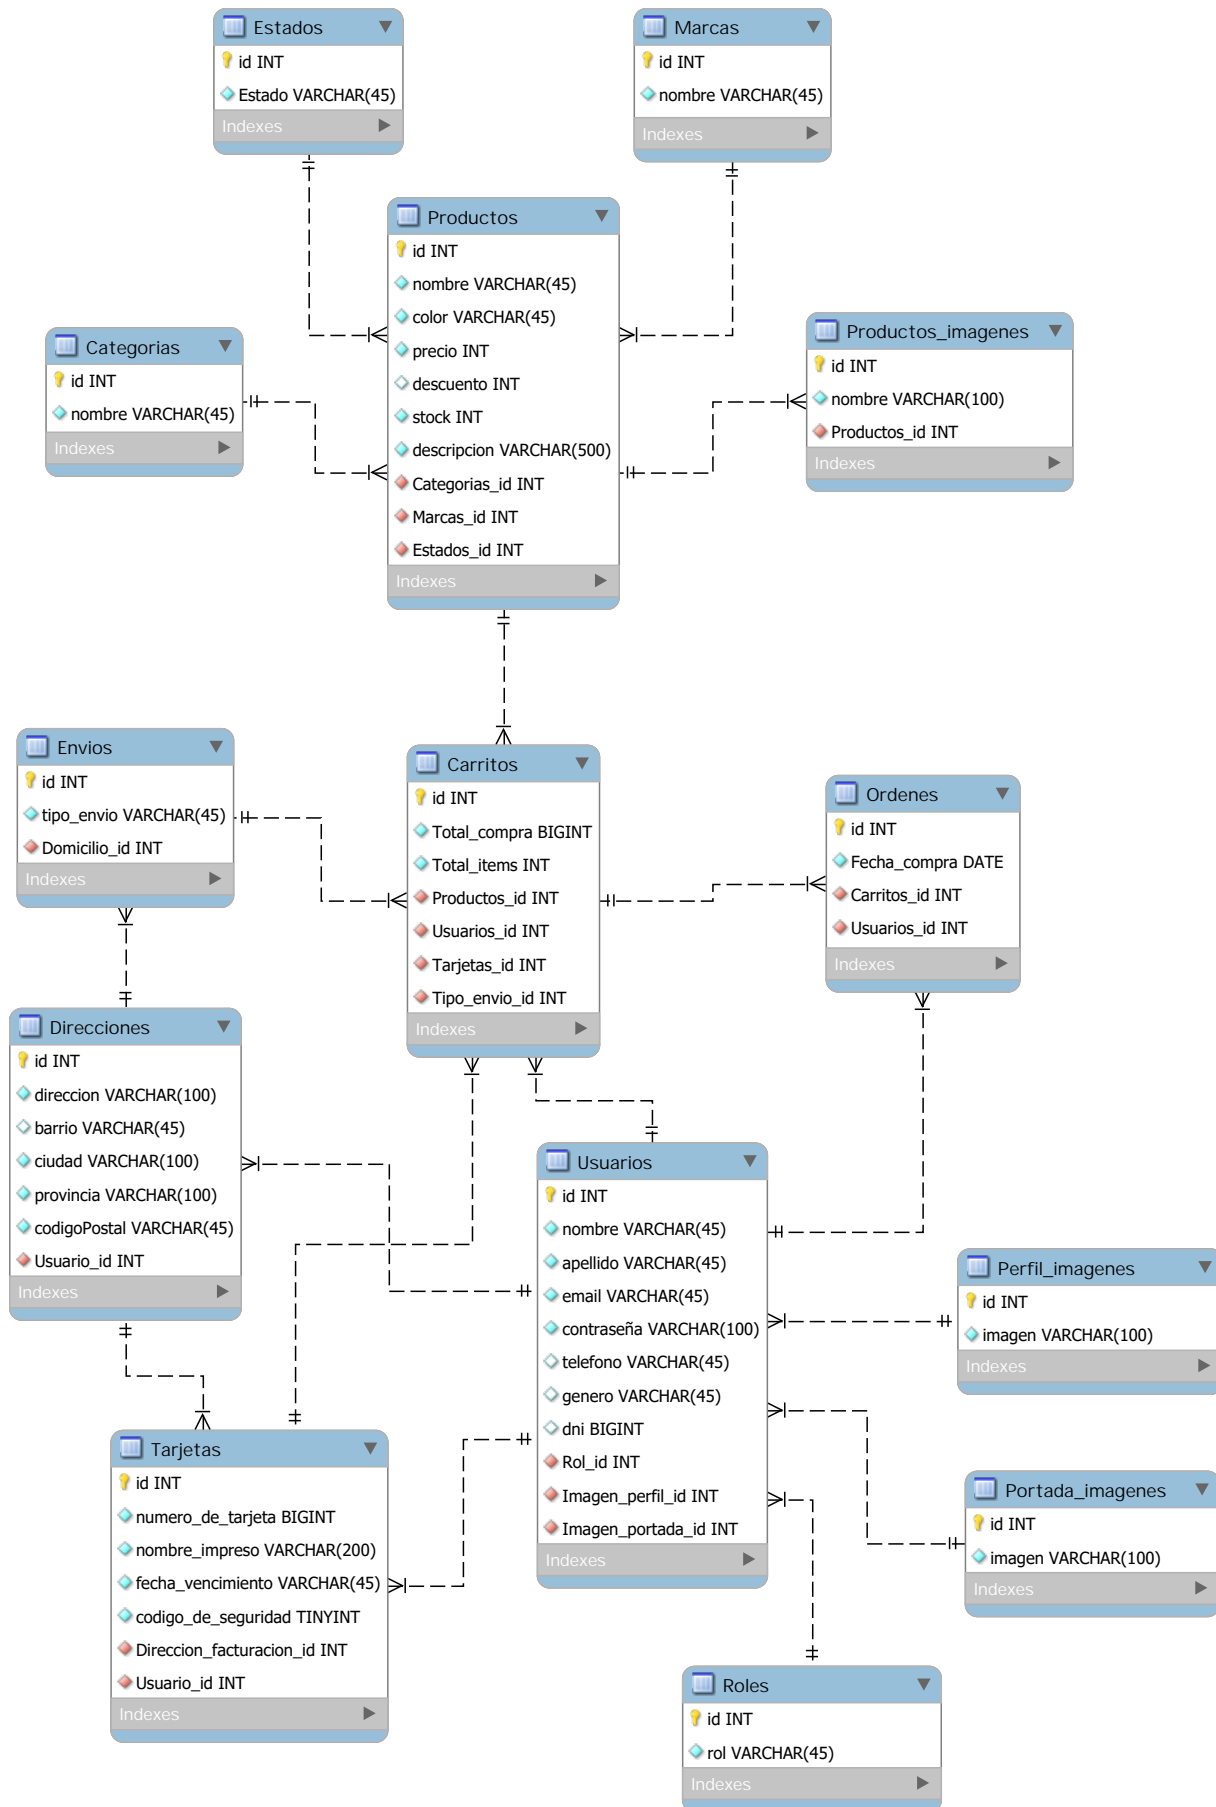 Estados
id INT
Estado VARCHAR(45)
Indexes
Marcas
id INT
nombre VARCHAR(45)
Indexes
Productos
id INT
nombre VARCHAR(45)
color VARCHAR(45)
precio INT
descuento INT
stock INT
descripcion VARCHAR(500)
Categorias_id INT
Marcas_id INT
Estados_id INT
Indexes
Categorias
id INT
nombre VARCHAR(45)
Indexes
Productos_imagenes
id INT
nombre VARCHAR(100)
Productos_id INT
Indexes
Envios
id INT
tipo_envio VARCHAR(45)
Domicilio_id INT
Indexes
Carritos
id INT
Total_compra BIGINT
Total_items INT
Productos_id INT
Usuarios_id INT
Tarjetas_id INT
Tipo_envio_id INT
Indexes
Ordenes
id INT
Fecha_compra DATE
Carritos_id INT
Usuarios_id INT
Indexes
Direcciones
id INT
direccion VARCHAR(100)
barrio VARCHAR(45)
ciudad VARCHAR(100)
provincia VARCHAR(100)
codigoPostal VARCHAR(45)
Usuario_id INT
Indexes
Usuarios
id INT
nombre VARCHAR(45)
apellido VARCHAR(45)
email VARCHAR(45)
contraseña VARCHAR(100)
telefono VARCHAR(45)
genero VARCHAR(45)
dni BIGINT
Rol_id INT
Imagen_perfil_id INT
Imagen_portada_id INT
Indexes
Perfil_imagenes
id INT
imagen VARCHAR(100)
Indexes
Tarjetas
id INT
numero_de_tarjeta BIGINT
nombre_impreso VARCHAR(200)
fecha_vencimiento VARCHAR(45)
codigo_de_seguridad TINYINT
Direccion_facturacion_id INT
Usuario_id INT
Indexes
Portada_imagenes
id INT
imagen VARCHAR(100)
Indexes
Roles
id INT
rol VARCHAR(45)
Indexes